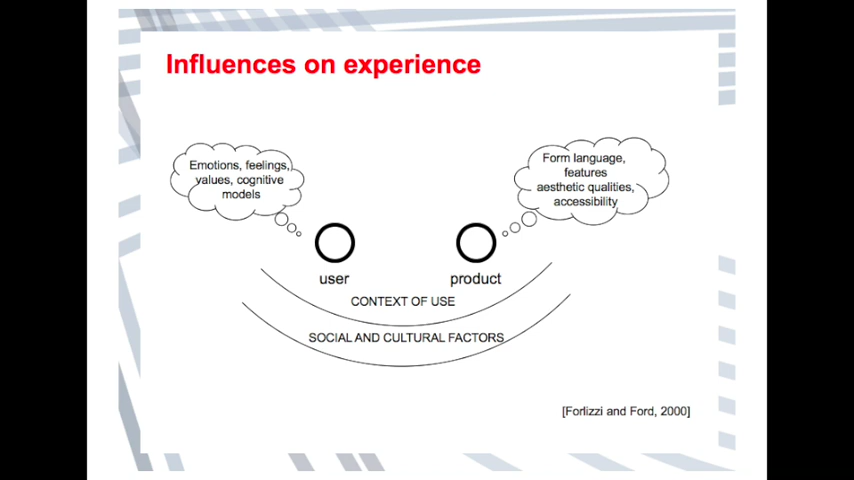 Influences on experience
Emotions, feelings,
values, cognitive
models
Form language,
features
aesthetic qualities,
accessibility
user
product
CONTEXT OF USE
SOCIAL AND CULTURAL FACTORS
[Forlizzi and Ford, 2000]